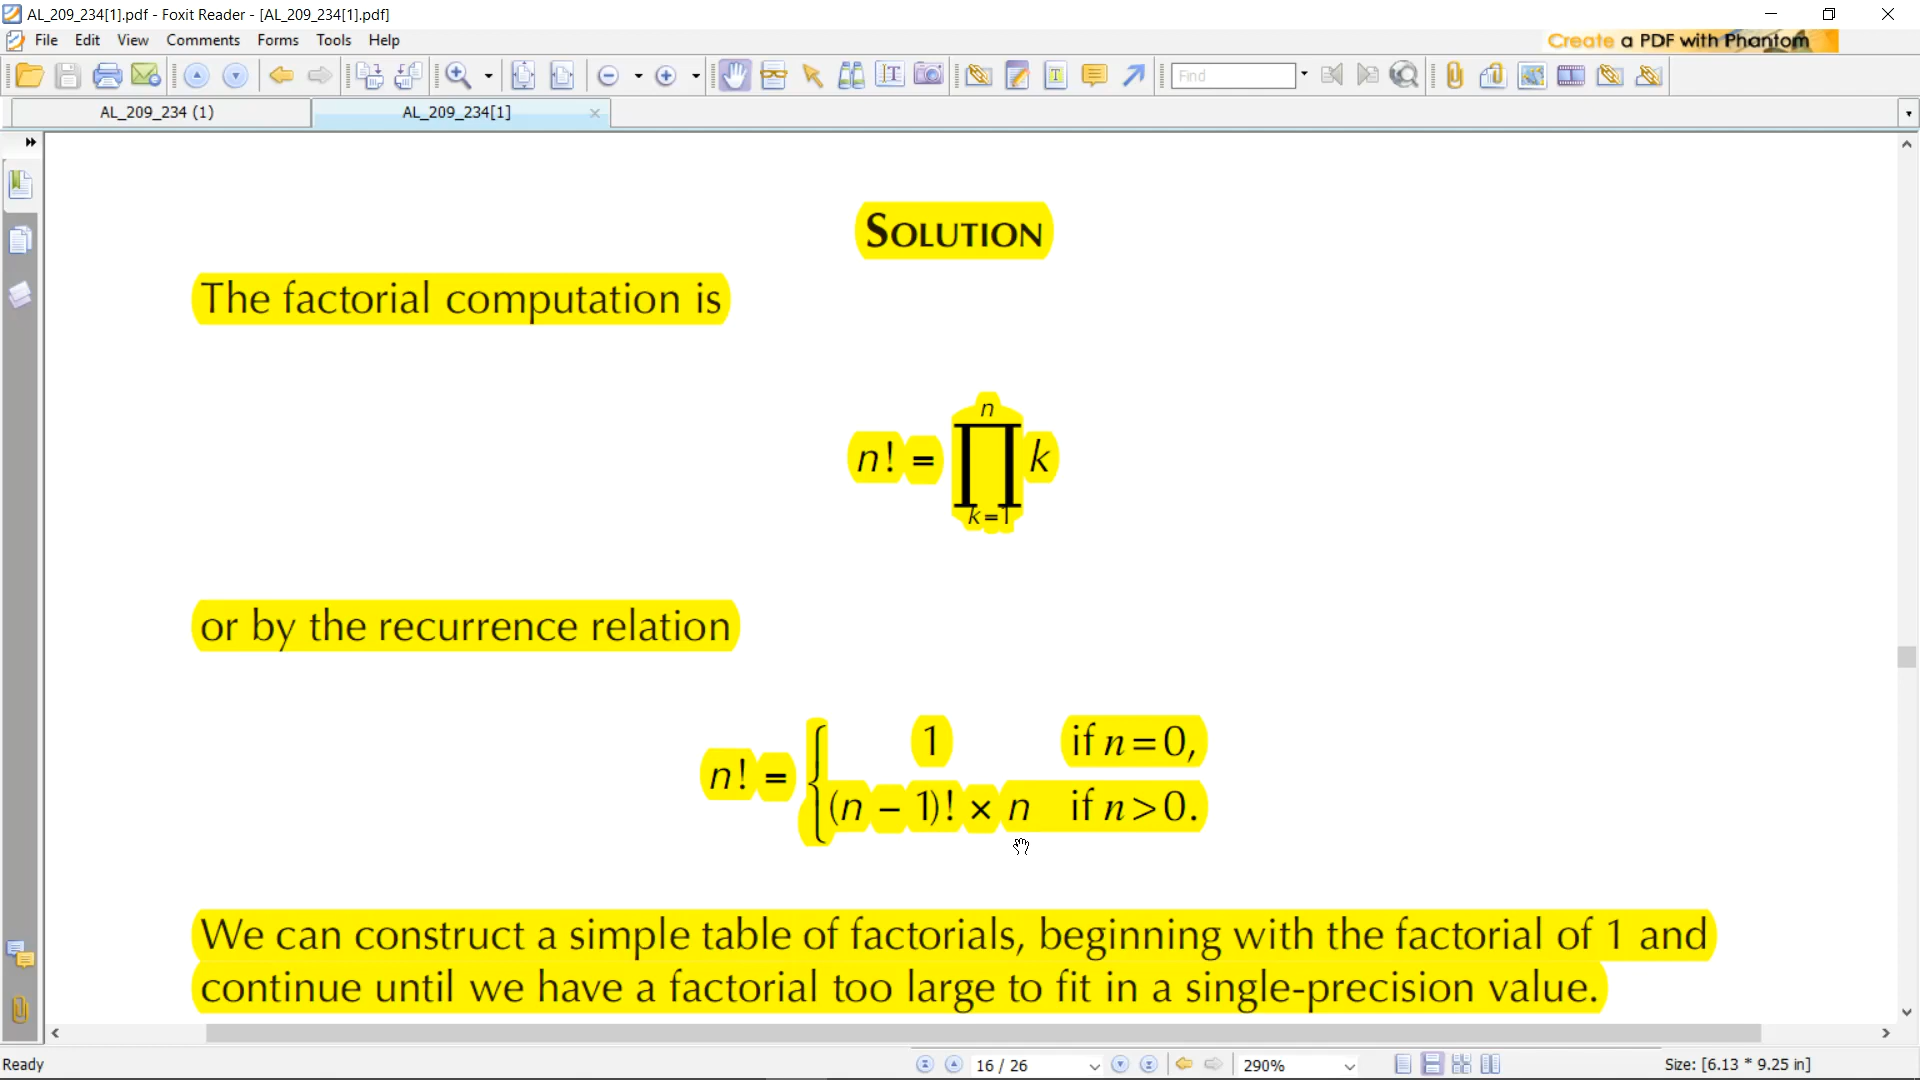 AL_209_234[1].pdf - Foxit Reader - [AL_209_234[1].pdf]
File Edit View Comments Forms Tools Help
Create a PDF with Phantom
Find
AL_209_234 (1)
AL_209_234[1]
SOLUTION
The factorial computation is
n
n! = ∏ k
k=1
or by the recurrence relation
n! = { 1 if n=0,
(n − 1)! × n if n>0.
We can construct a simple table of factorials, beginning with the factorial of 1 and
continue until we have a factorial too large to fit in a single-precision value.
Ready
16 / 26
290%
Size: [6.13 * 9.25 in]